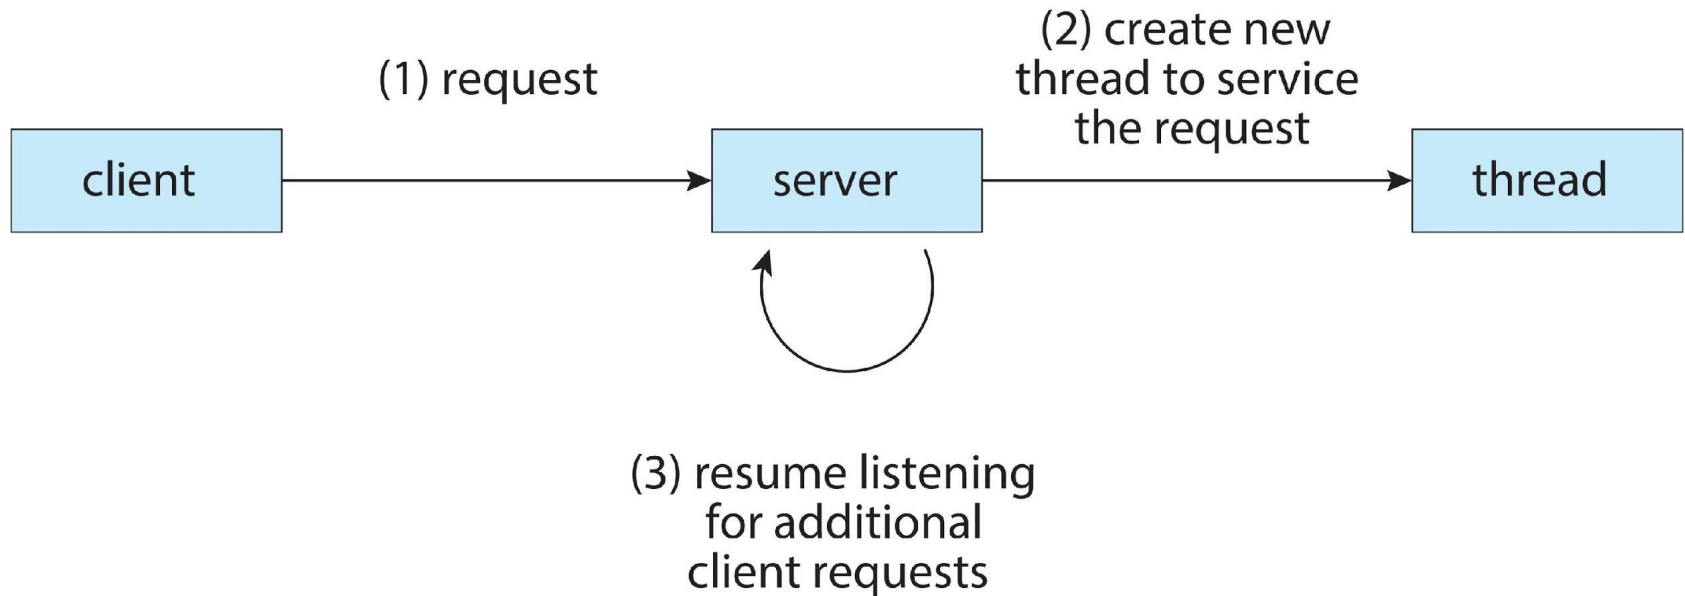 (1) request
(2) create new
thread to service
the request
client
server
thread
(3) resume listening
for additional
client requests